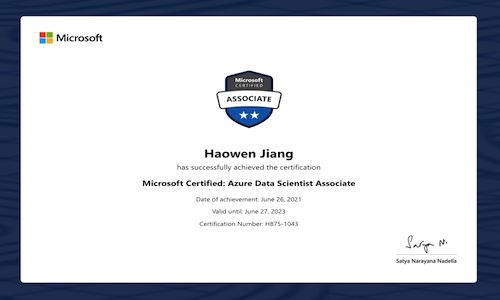 Microsoft
Microsoft
CERTIFIED
ASSOCIATE
Haowen Jiang
has successfully achieved the certification
Microsoft Certified: Azure Data Scientist Associate
Date of achievement: June 26, 2021
Valid until: June 27, 2023
Certification Number: H875-1043
Satya N.
Satya Narayana Nadella